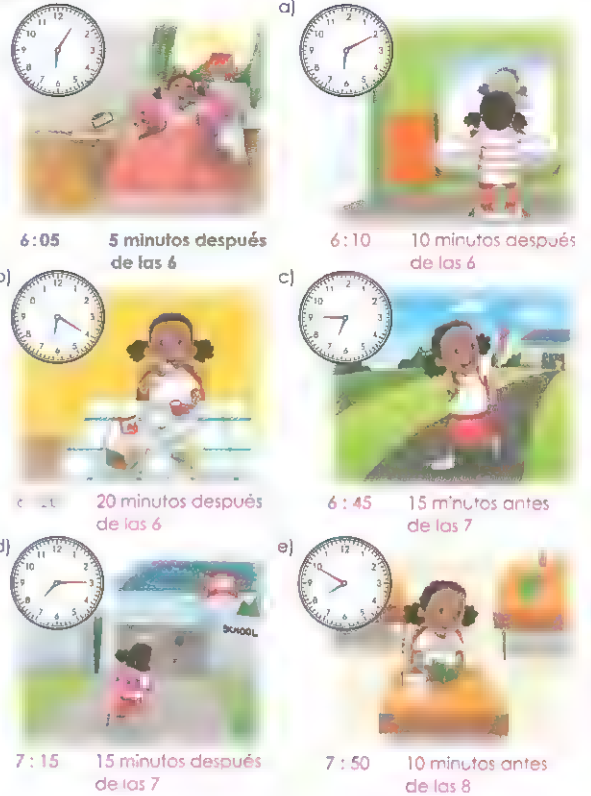 a)
6:05 5 minutos después
de las 6
6:10 10 minutos después
de las 6
c)
20 minutos después
de las 6
6 : 45 15 minutos antes
de las 7
d)
e)
SCHOOL
7 : 15 15 minutos después
de las 7
7 : 50 10 minutos antes
de las 8